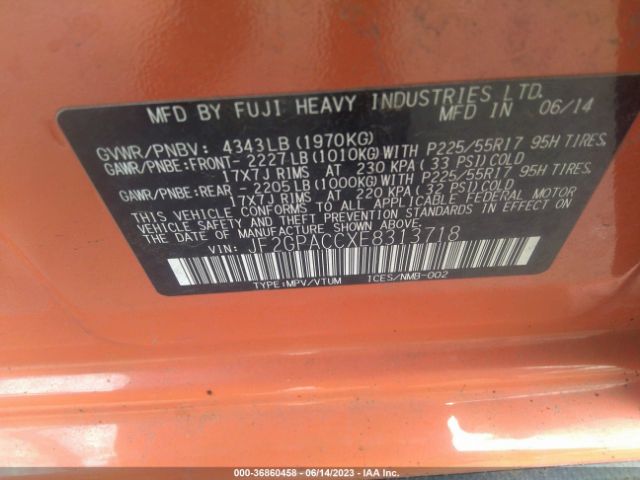 MFD BY FUJI HEAVY INDUSTRIES LTD.
MFD IN 06/14
GVWR/PNBV: 4343LB (1970KG)
GAWR/PNBE:FRONT- 2227LB(1010KG)WITH P225/55R17 95H TIRES,
17X7J RIMS AT 230 KPA (33 PSI)COLD
GAWR/PNBE:REAR - 2205LB(1000KG)WITH P225/55R17 95H TIRES,
17X7J RIMS AT 220 KPA (32 PSI)COLD
THIS VEHICLE CONFORMS TO ALL APPLICABLE FEDERAL MOTOR
VEHICLE SAFETY AND THEFT PREVENTION STANDARDS IN EFFECT ON
THE DATE OF MANUFACTURE SHOWN ABOVE.
VIN: JF2GPACCXE8313718
TYPE:MPV/VTUM ICES/NMB-002
000-36860458 - 06/14/2023 - IAA Inc.